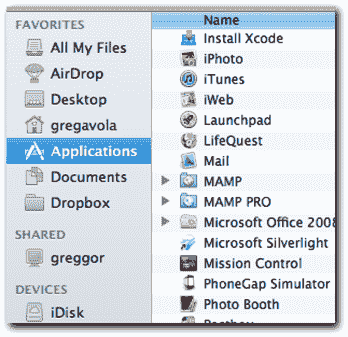 FAVORITES
All My Files
AirDrop
Desktop
gregavola
Applications
Documents
Dropbox
SHARED
greggor
DEVICES
iDisk
Name
Install Xcode
iPhoto
iTunes
iWeb
Launchpad
LifeQuest
Mail
MAMP
MAMP PRO
Microsoft Office 2008
Microsoft Silverlight
Mission Control
PhoneGap Simulator
Photo Booth